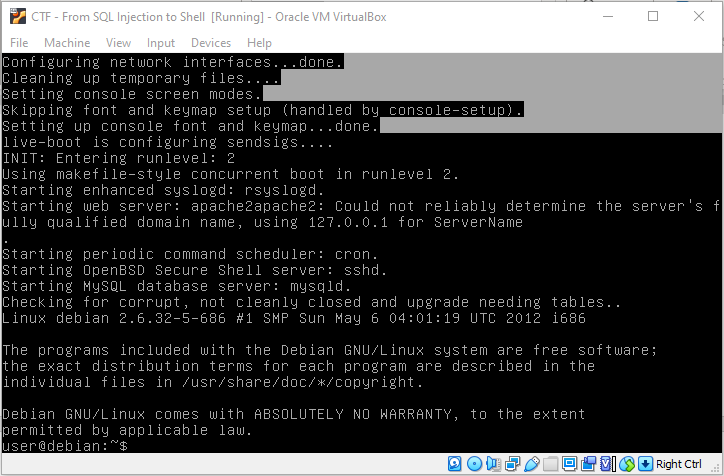 CTF - From SQL Injection to Shell [Running] - Oracle VM VirtualBox
File Machine View Input Devices Help
Configuring network interfaces...done.
Cleaning up temporary files....
Setting console screen modes.
Skipping font and keymap setup (handled by console-setup).
Setting up console font and keymap...done.
live-boot is configuring sendsigs....
INIT: Entering runlevel: 2
Using makefile-style concurrent boot in runlevel 2.
Starting enhanced syslogd: rsyslogd.
Starting web server: apache2apache2: Could not reliably determine the server's f
ully qualified domain name, using 127.0.0.1 for ServerName
.
Starting periodic command scheduler: cron.
Starting OpenBSD Secure Shell server: sshd.
Starting MySQL database server: mysqld.
Checking for corrupt, not cleanly closed and upgrade needing tables..
Linux debian 2.6.32-5-686 #1 SMP Sun May 6 04:01:19 UTC 2012 i686
The programs included with the Debian GNU/Linux system are free software;
the exact distribution terms for each program are described in the
individual files in /usr/share/doc/*/copyright.
Debian GNU/Linux comes with ABSOLUTELY NO WARRANTY, to the extent
permitted by applicable law.
user@debian:~$
Right Ctrl